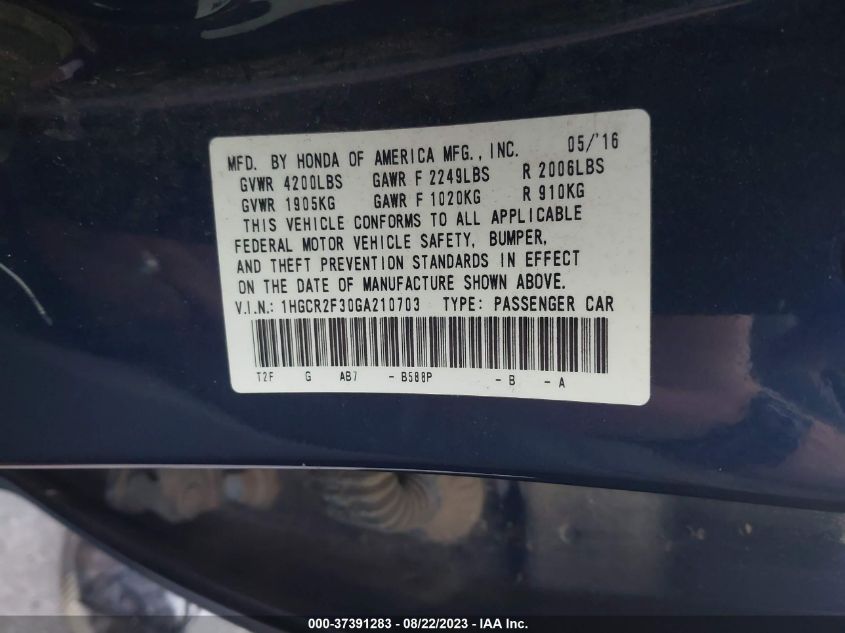 MFD. BY HONDA OF AMERICA MFG., INC. 05/'16
GVWR 4200LBS GAWR F 2249LBS R 2006LBS
GVWR 1905KG GAWR F 1020KG R 910KG
THIS VEHICLE CONFORMS TO ALL APPLICABLE
FEDERAL MOTOR VEHICLE SAFETY, BUMPER,
AND THEFT PREVENTION STANDARDS IN EFFECT
ON THE DATE OF MANUFACTURE SHOWN ABOVE.
V.I.N.: 1HGCR2F30GA210703 TYPE: PASSENGER CAR
T2F G AB7 - B588P - B - A
000-37391283 - 08/22/2023 - IAA Inc.